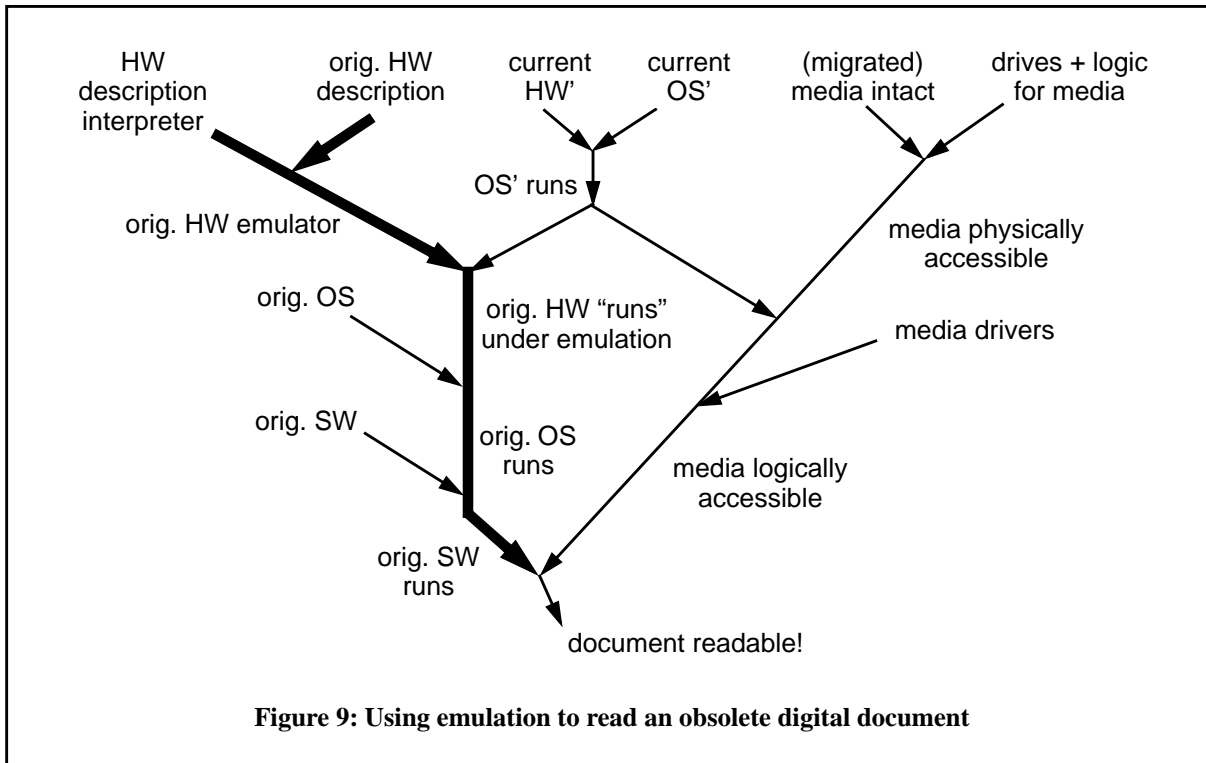 HW
description
interpreter
orig. HW
description
current
HW’
current
OS’
(migrated)
media intact
drives + logic
for media
OS’ runs
orig. HW emulator
media physically
accessible
orig. OS
orig. HW “runs”
under emulation
media drivers
orig. SW
orig. OS
runs
media logically
accessible
orig. SW
runs
document readable!
Figure 9: Using emulation to read an obsolete digital document